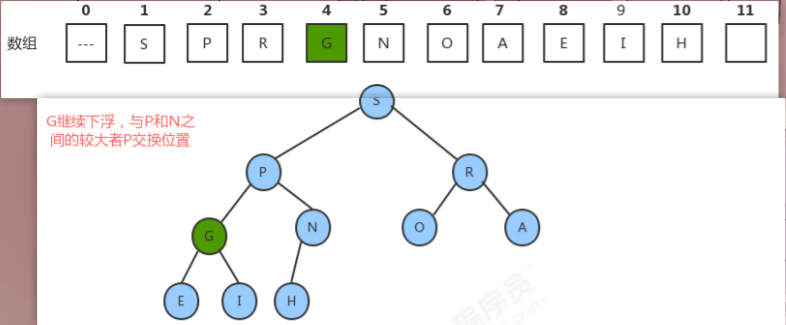 0 1 2 3 4 5 6 7 8 9 10 11
数组 --- S P R G N O A E I H
S
G继续下浮，与P和N之
间的较大者P交换位置
P R
G N O A
E I H
程序员
.com